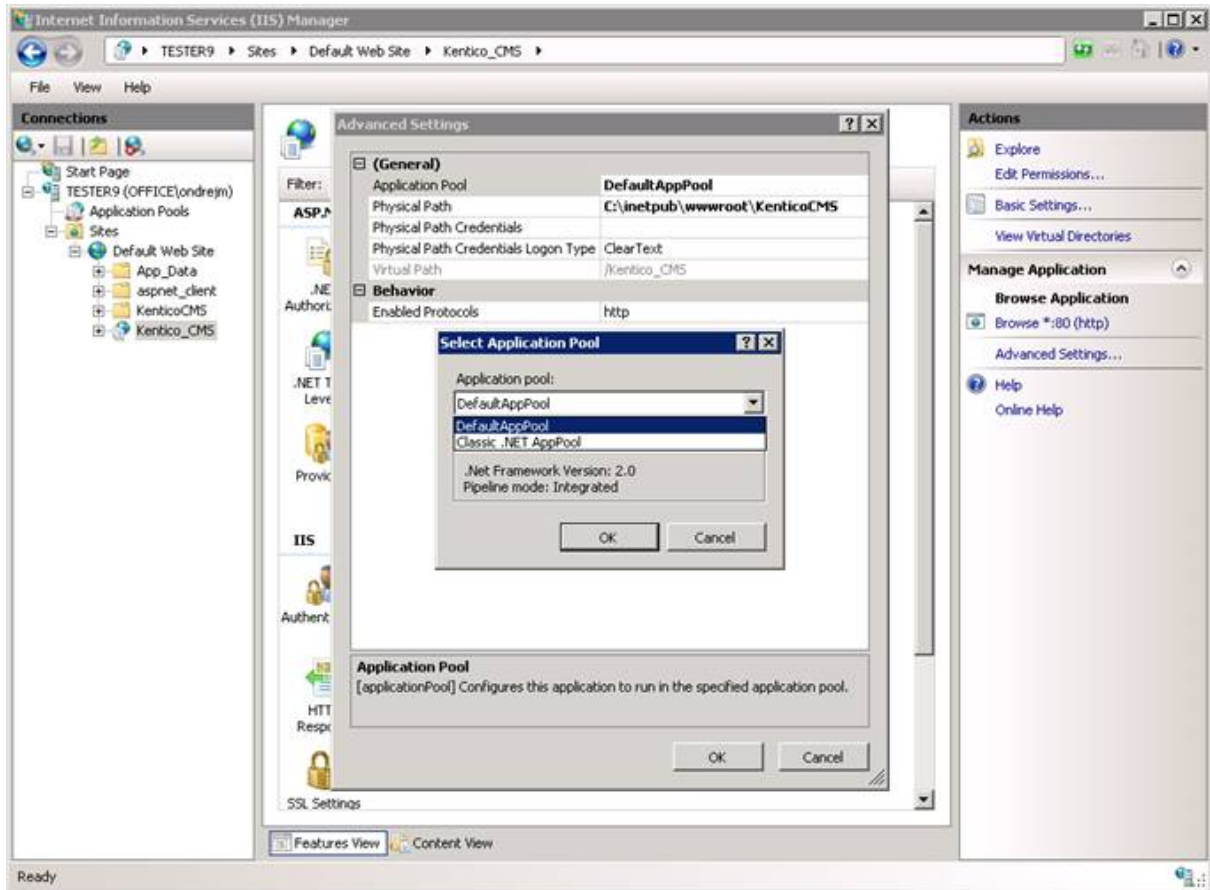 Internet Information Services (IIS) Manager
TESTER9 Sites Default Web Site Kentico_CMS
File View Help
Connections
Start Page
TESTER9 (OFFICE\ondrejm)
Application Pools
Sites
Default Web Site
App_Data
aspnet_client
KenticoCMS
Kentico_CMS
Filter:
ASP.N
.NE
Authori
.NET T
Leve
Provic
IIS
Authent
HTT
Respo
SSL Settings
Features View Content View
Advanced Settings
(General)
Application Pool DefaultAppPool
Physical Path C:\inetpub\wwwroot\KenticoCMS
Physical Path Credentials
Physical Path Credentials Logon Type ClearText
Virtual Path /Kentico_CMS
Behavior
Enabled Protocols http
Select Application Pool
Application pool:
DefaultAppPool
DefaultAppPool
Classic .NET AppPool
.Net Framework Version: 2.0
Pipeline mode: Integrated
OK Cancel
Application Pool
[applicationPool] Configures this application to run in the specified application pool.
OK Cancel
Actions
Explore
Edit Permissions...
Basic Settings...
View Virtual Directories
Manage Application
Browse Application
Browse *:80 (http)
Advanced Settings...
Help
Online Help
Ready